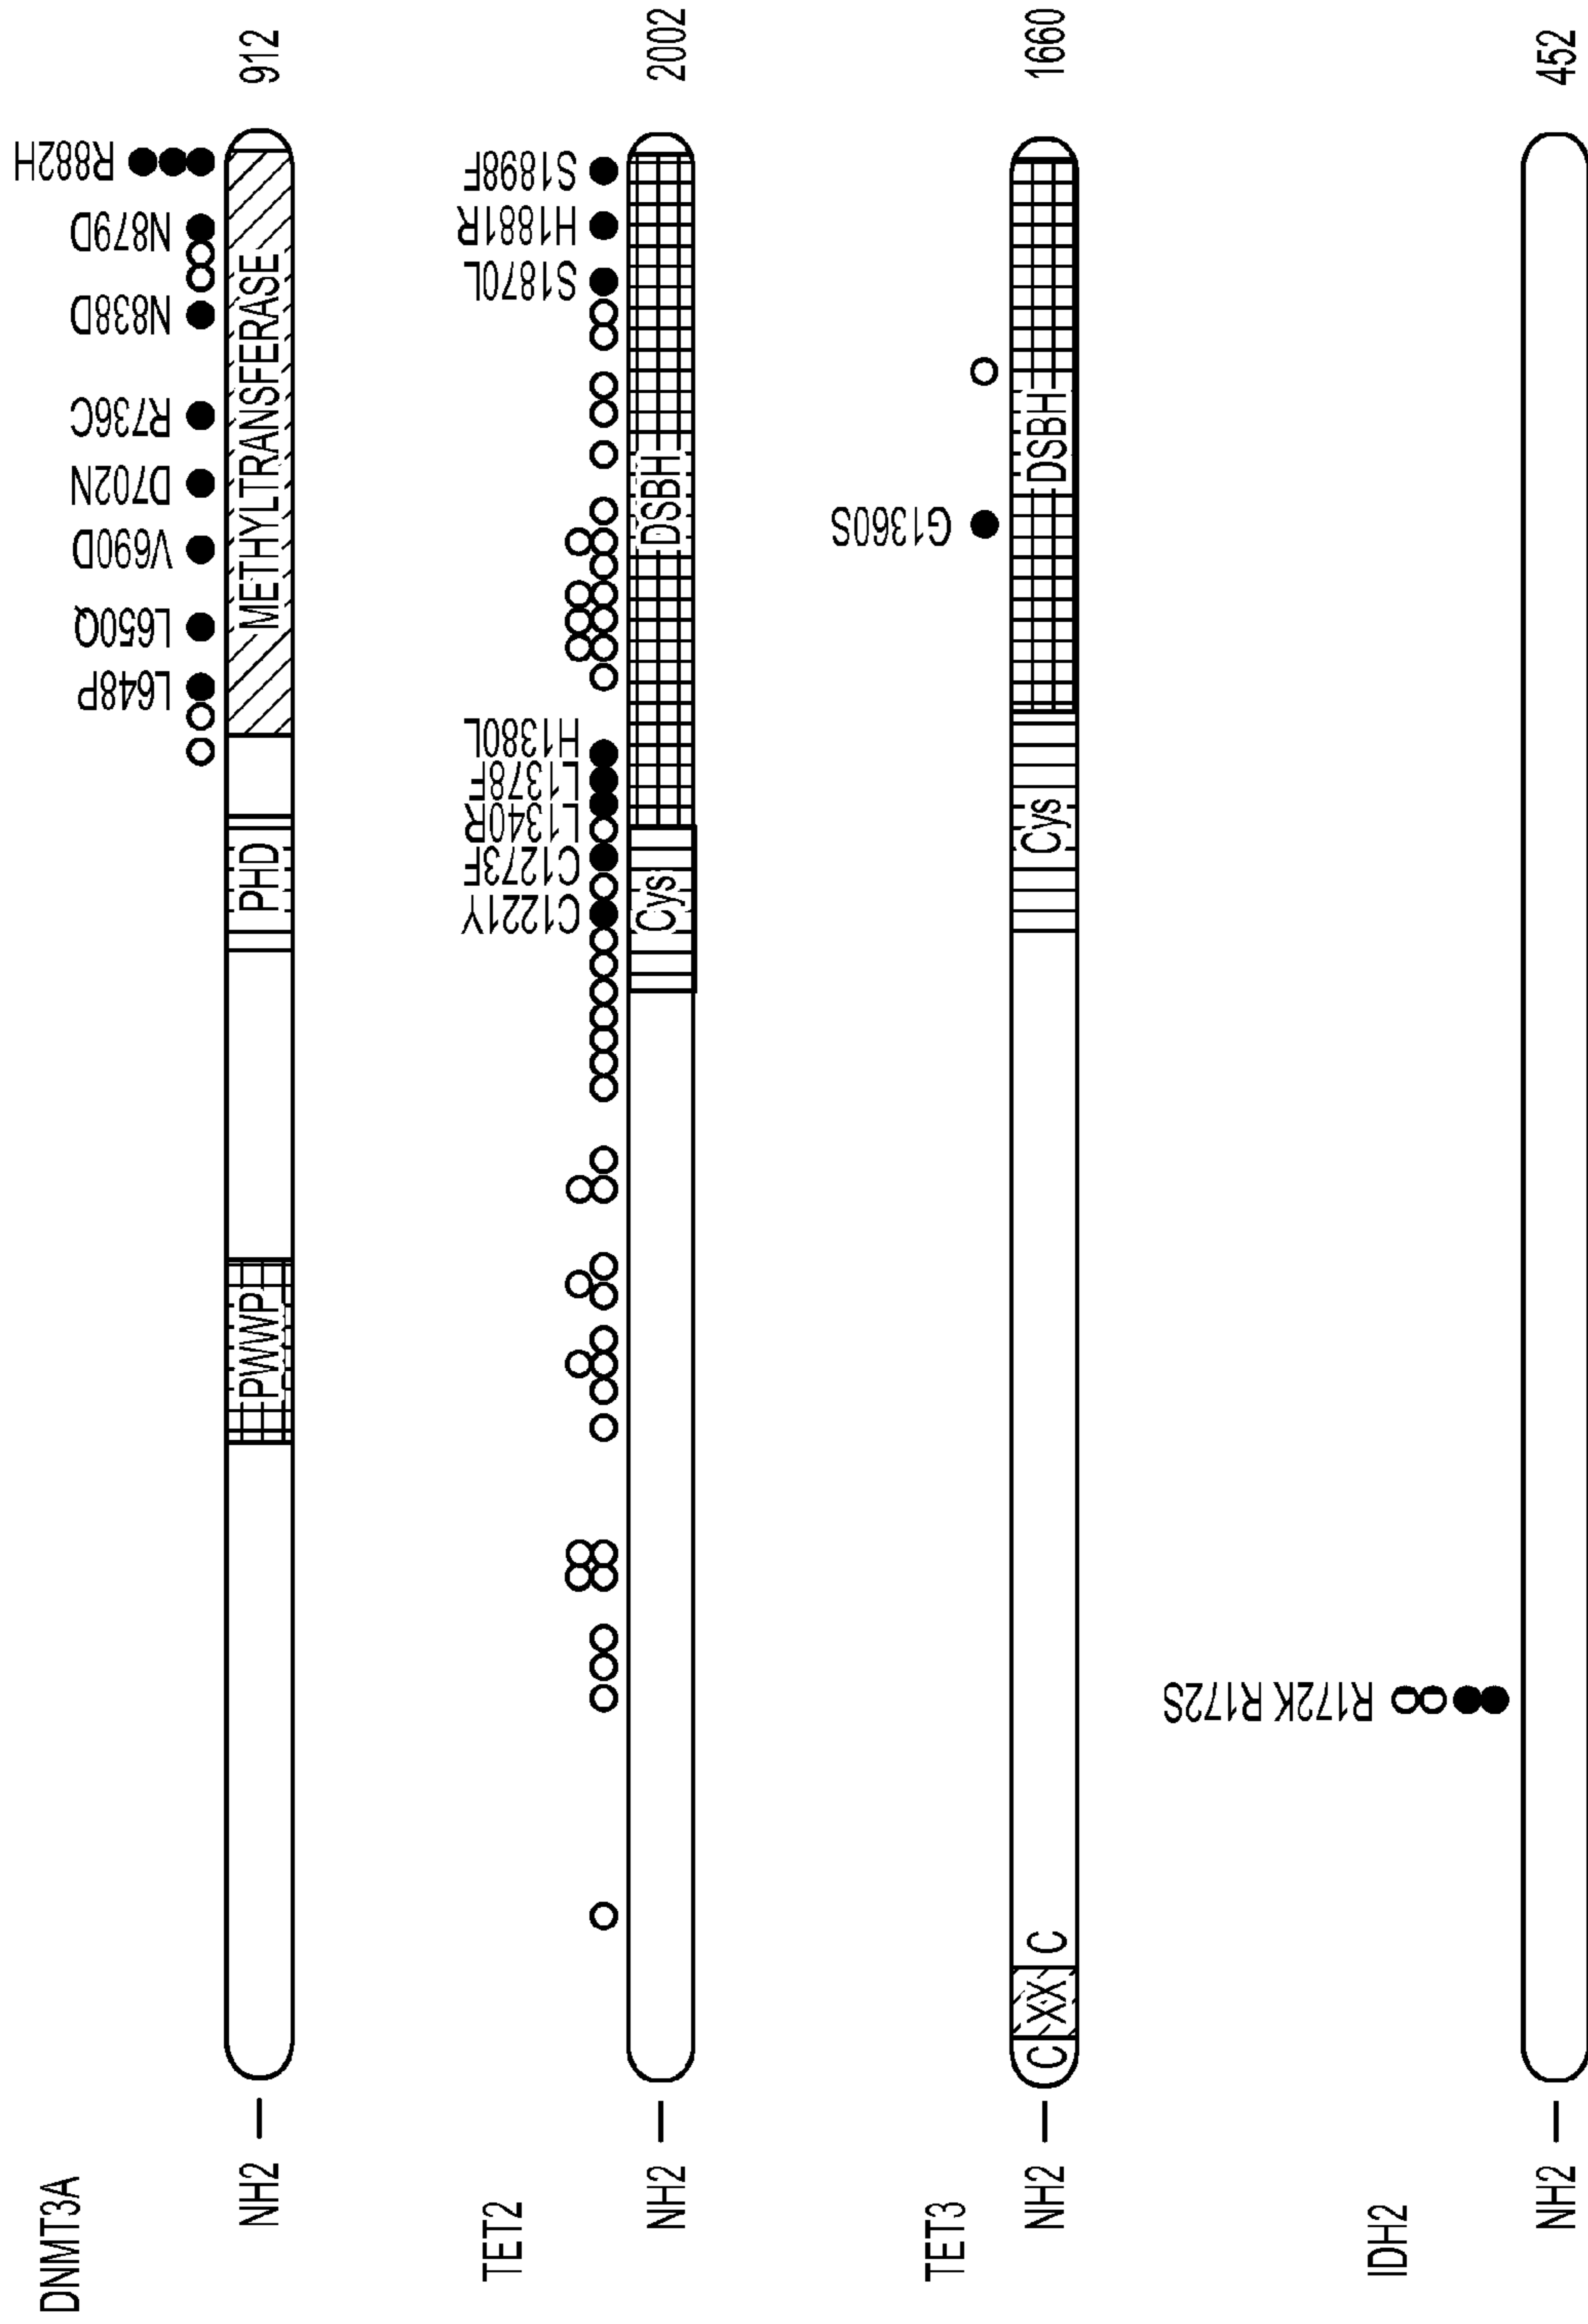 DNMT3A
L648P L650Q V690D D702N R736C N838D N879D R882H
NH2 PWWP PHD METHYLTRANSFERASE 912
TET2
C1221Y C1273F L1340R L1378F H1380L S1870L H1881R S1898F
NH2 Cys DSBH 2002
TET3
G1360S
NH2 C XX C Cys DSBH 1660
IDH2
R172K R172S
NH2 452